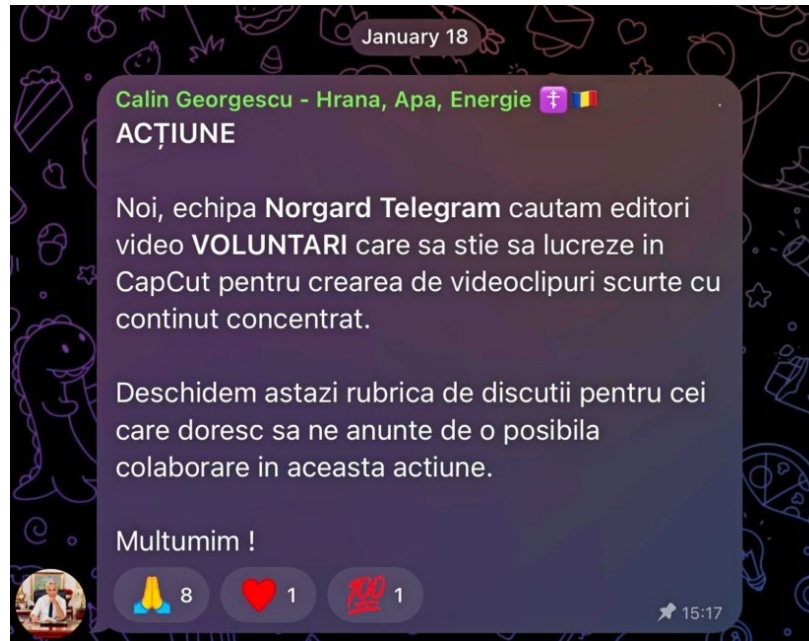 January 18
Calin Georgescu - Hrana, Apa, Energie ☦️🇷🇴
ACȚIUNE
Noi, echipa Norgard Telegram cautam editori
video VOLUNTARI care sa stie sa lucreze in
CapCut pentru crearea de videoclipuri scurte cu
continut concentrat.
Deschidem astazi rubrica de discutii pentru cei
care doresc sa ne anunte de o posibila
colaborare in aceasta actiune.
Multumim !
🙏 8 ❤️ 1 💯 1
15:17